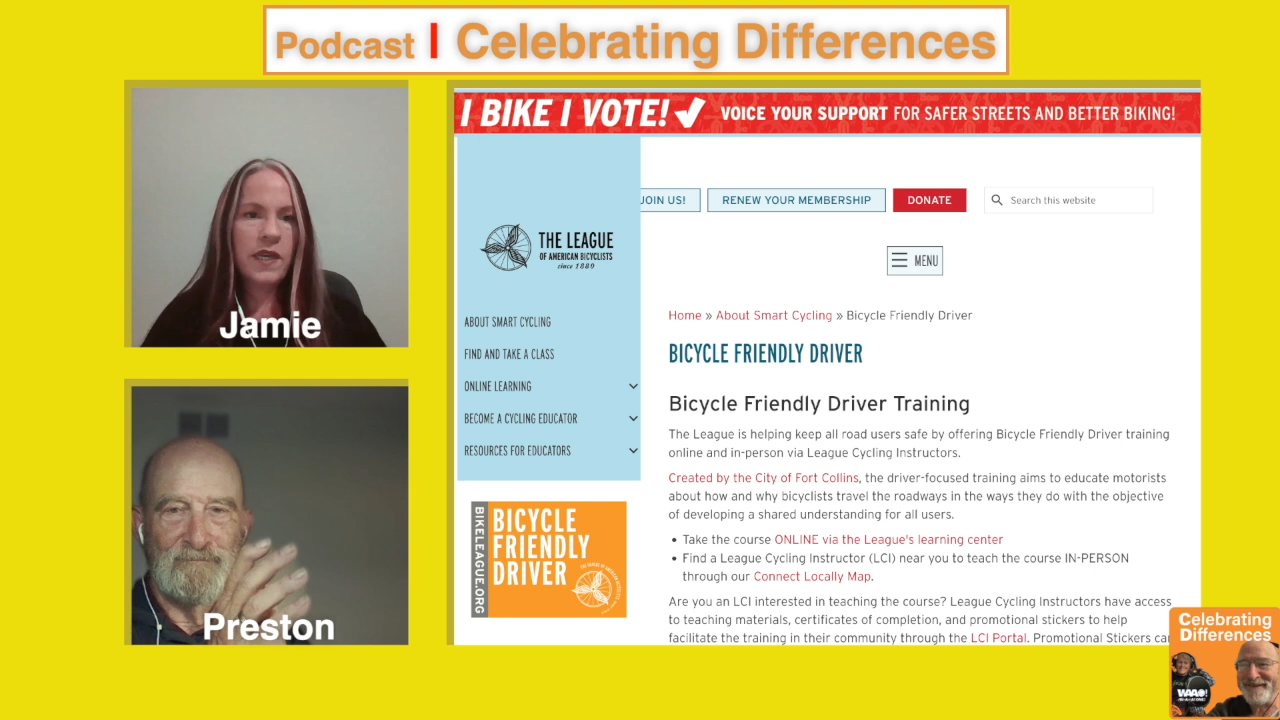 Podcast | Celebrating Differences
Jamie
Preston
I BIKE I VOTE! VOICE YOUR SUPPORT FOR SAFER STREETS AND BETTER BIKING!
JOIN US!
RENEW YOUR MEMBERSHIP
DONATE
Search this website
THE LEAGUE
OF AMERICAN BICYCLISTS
since 1880
MENU
ABOUT SMART CYCLING
FIND AND TAKE A CLASS
ONLINE LEARNING
BECOME A CYCLING EDUCATOR
RESOURCES FOR EDUCATORS
BIKELEAGUE.ORG
BICYCLE
FRIENDLY
DRIVER
Home » About Smart Cycling » Bicycle Friendly Driver
BICYCLE FRIENDLY DRIVER
Bicycle Friendly Driver Training
The League is helping keep all road users safe by offering Bicycle Friendly Driver training
online and in-person via League Cycling Instructors.
Created by the City of Fort Collins, the driver-focused training aims to educate motorists
about how and why bicyclists travel the roadways in the ways they do with the objective
of developing a shared understanding for all users.
• Take the course ONLINE via the League's learning center
• Find a League Cycling Instructor (LCI) near you to teach the course IN-PERSON
through our Connect Locally Map.
Are you an LCI interested in teaching the course? League Cycling Instructors have access
to teaching materials, certificates of completion, and promotional stickers to help
facilitate the training in their community through the LCI Portal. Promotional Stickers ca
Celebrating
Differences